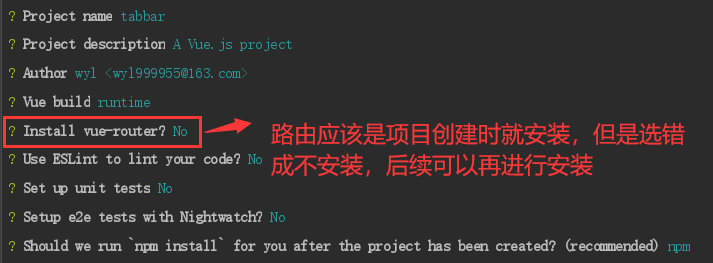 ? Project name tabbar
? Project description A Vue.js project
? Author wyl <wyl999955@163.com>
? Vue build runtime
? Install vue-router? No
路由应该是项目创建时就安装，但是选错
成不安装，后续可以再进行安装
? Use ESLint to lint your code? No
? Set up unit tests No
? Setup e2e tests with Nightwatch? No
? Should we run `npm install` for you after the project has been created? (recommended) npm